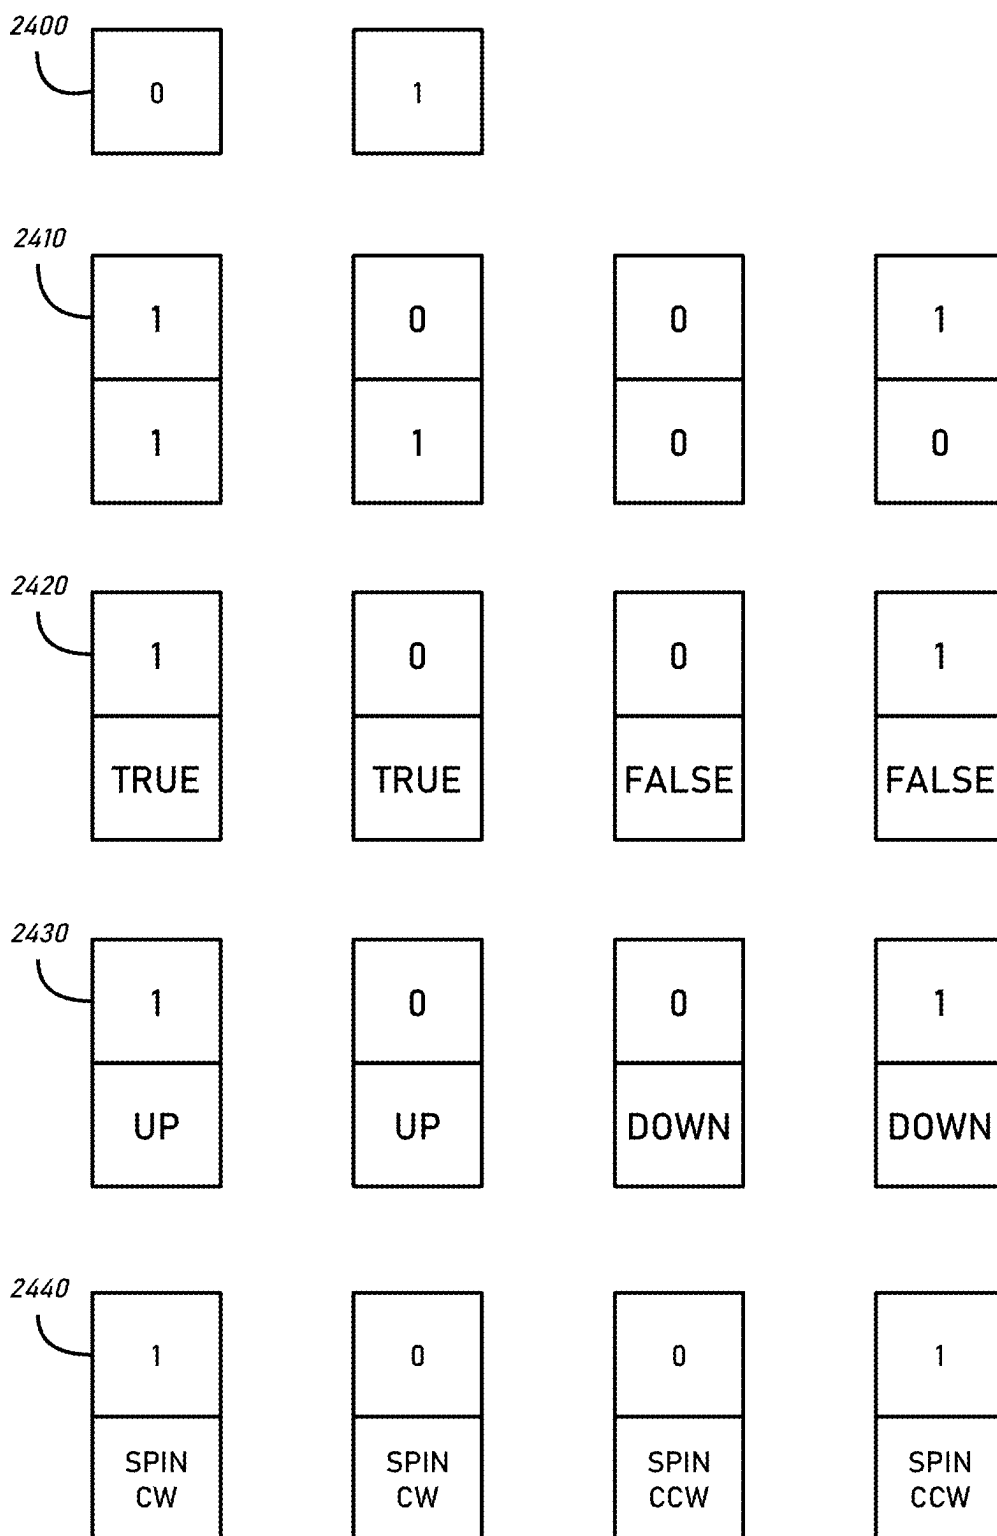 2400
0 1
2410
1 0 0 1
1 1 0 0
2420
1 0 0 1
TRUE TRUE FALSE FALSE
2430
1 0 0 1
UP UP DOWN DOWN
2440
1 0 0 1
SPIN SPIN SPIN SPIN
CW CW CCW CCW